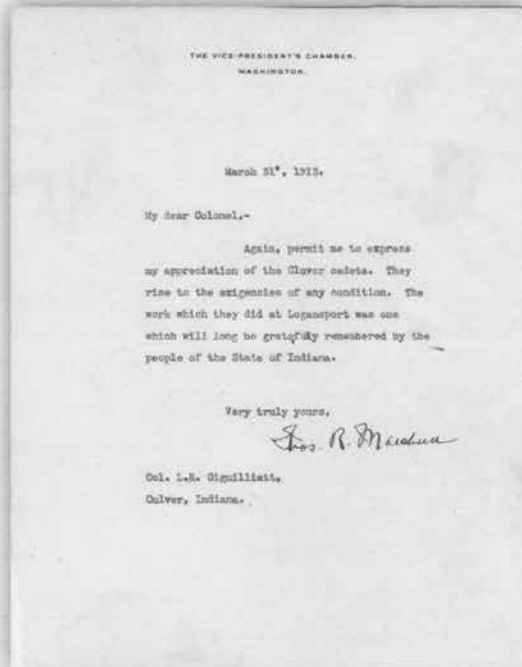 THE VICE-PRESIDENT'S CHAMBER,
WASHINGTON.
March 31", 1913.
My dear Colonel,-
Again, permit me to express
my appreciation of the Cluver cadets. They
rise to the exigencies of any condition. The
work which they did at Logansport was one
which will long be gratefully remembered by the
people of the State of Indiana.
Very truly yours,
Thos. R. Marshall
Col. L.R. Gignilliatt,
Culver, Indiana.